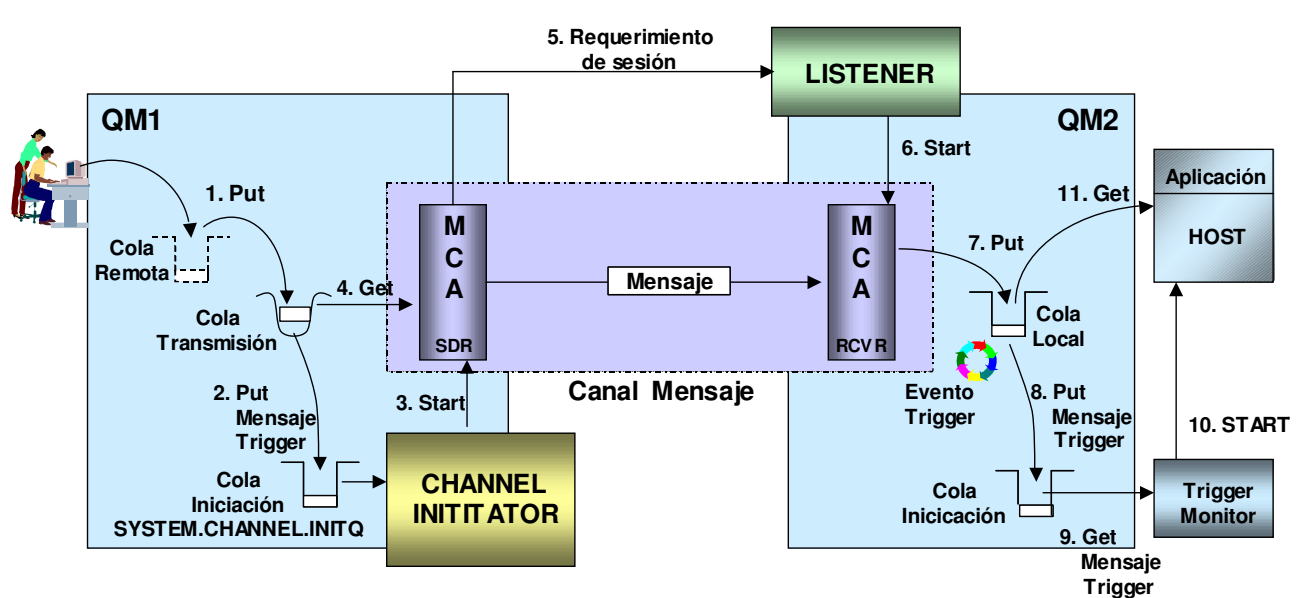 5. Requerimiento
de sesión
LISTENER
QM1
QM2
6. Start
1. Put
Cola
Remota
4. Get
Cola
Transmisión
M
C
A
SDR
Mensaje
M
C
A
RCVR
7. Put
11. Get
Aplicación
HOST
Cola
Local
Canal Mensaje
Evento
Trigger
2. Put
Mensaje
Trigger
3. Start
8. Put
Mensaje
Trigger
10. START
Cola
Iniciación
SYSTEM.CHANNEL.INITQ
CHANNEL
INITITATOR
Cola
Inicicación
Trigger
Monitor
9. Get
Mensaje
Trigger